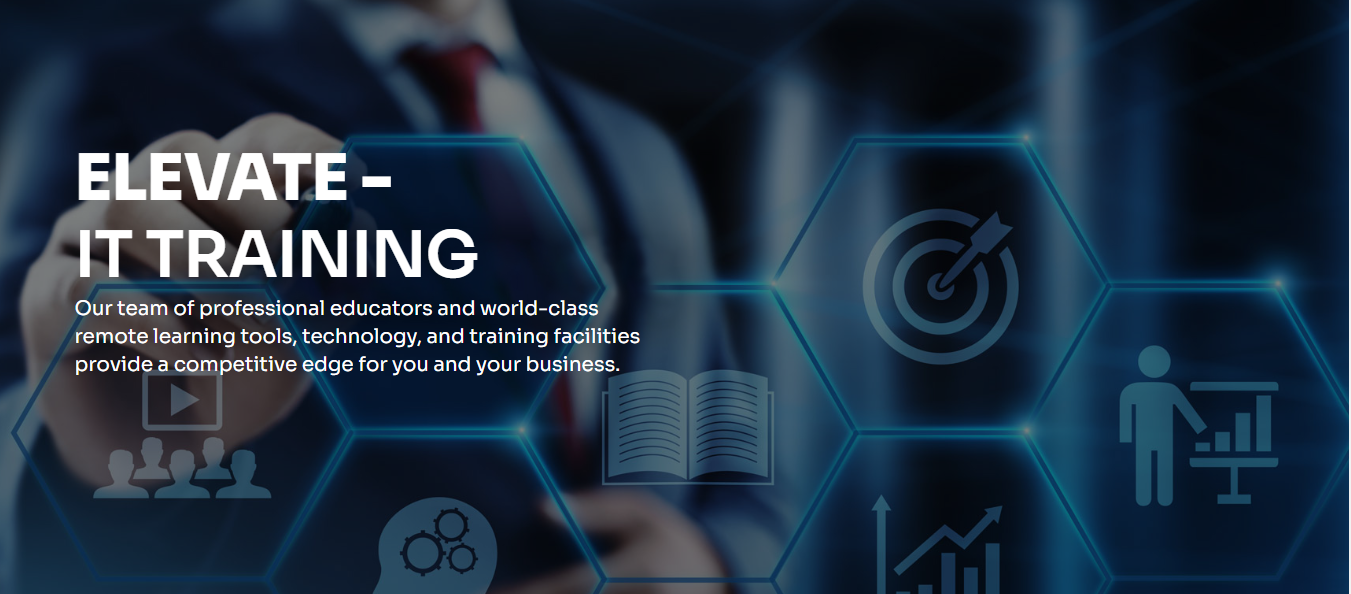 ELEVATE –
IT TRAINING
Our team of professional educators and world-class
remote learning tools, technology, and training facilities
provide a competitive edge for you and your business.